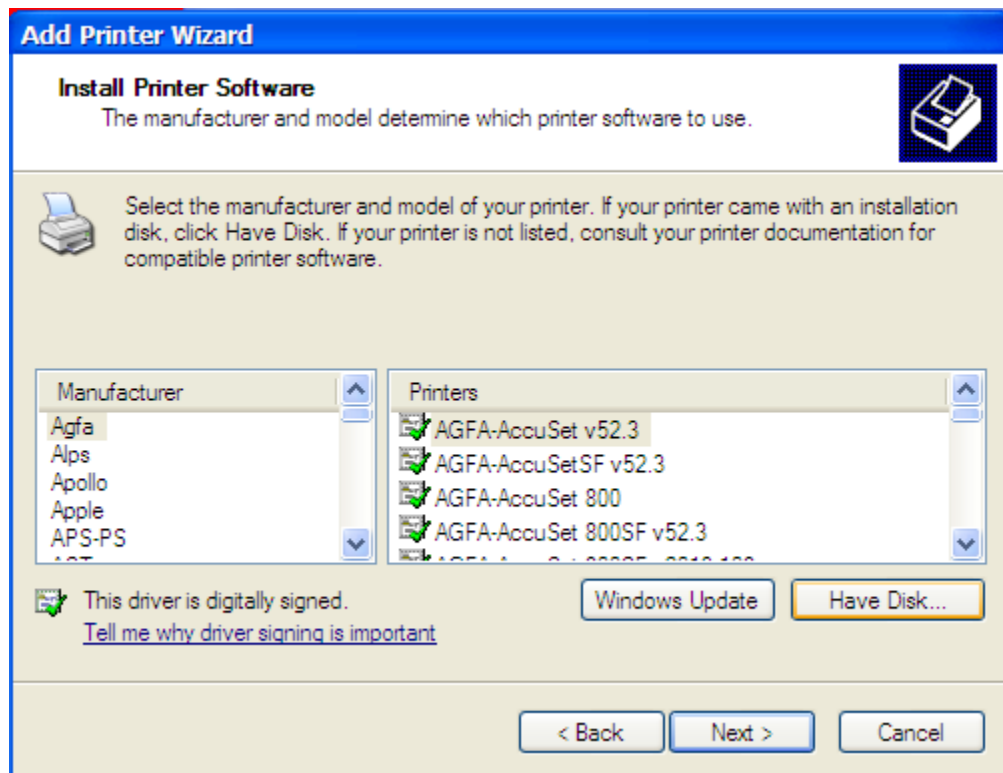 Add Printer Wizard
Install Printer Software
The manufacturer and model determine which printer software to use.
Select the manufacturer and model of your printer. If your printer came with an installation
disk, click Have Disk. If your printer is not listed, consult your printer documentation for
compatible printer software.
Manufacturer
Agfa
Alps
Apollo
Apple
APS-PS
Printers
AGFA-AccuSet v52.3
AGFA-AccuSetSF v52.3
AGFA-AccuSet 800
AGFA-AccuSet 800SF v52.3
This driver is digitally signed.
Tell me why driver signing is important
Windows Update
Have Disk...
< Back
Next >
Cancel